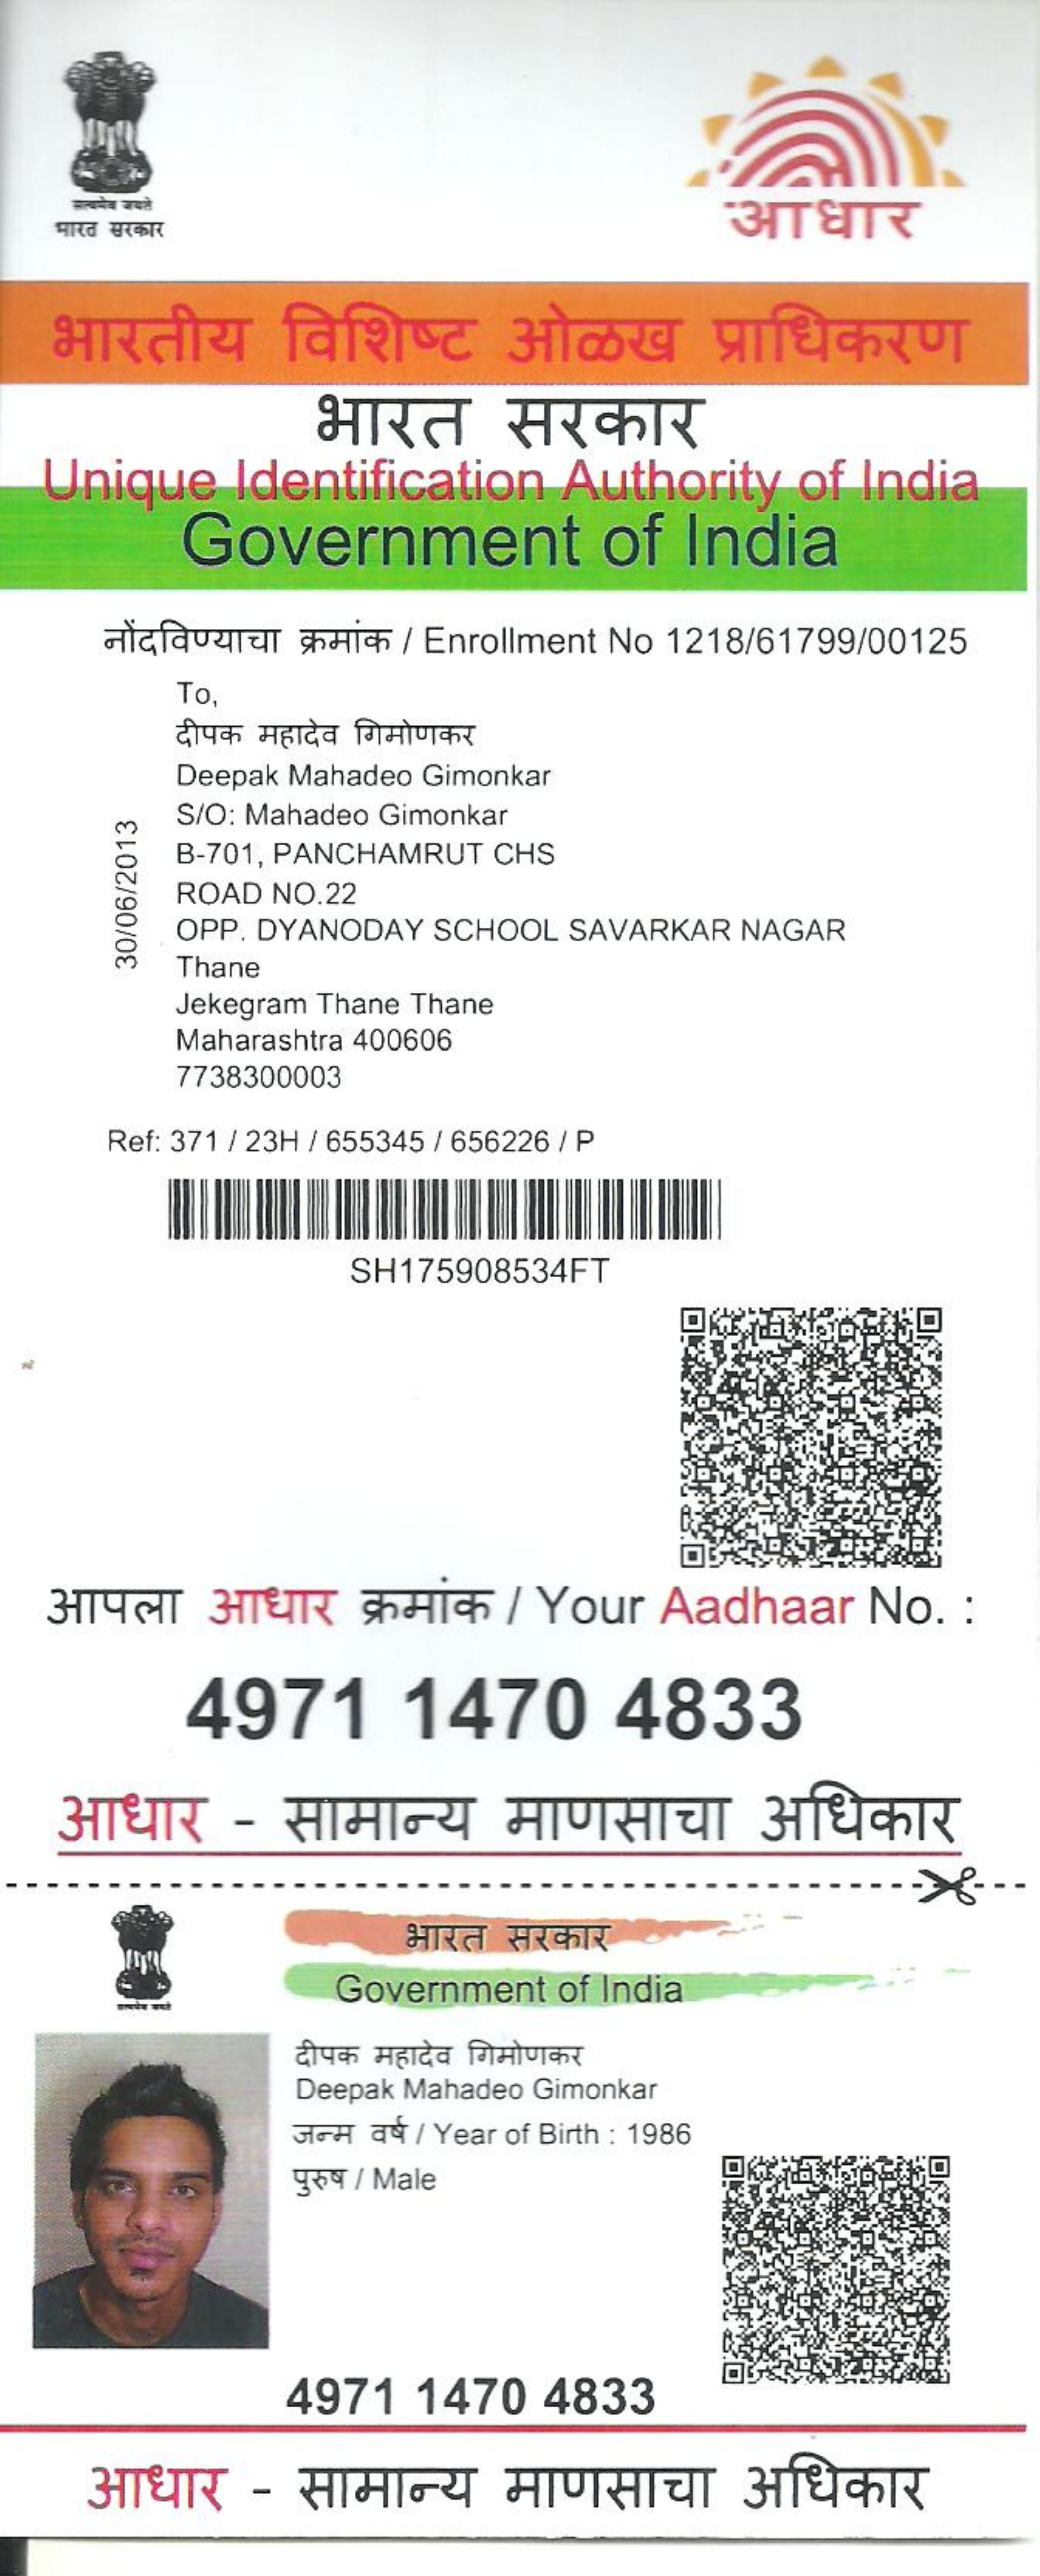 सत्यमेव जयते
भारत सरकार
आधार
भारतीय विशिष्ट ओळख प्राधिकरण
भारत सरकार
Unique Identification Authority of India
Government of India
नोंदविण्याचा क्रमांक / Enrollment No 1218/61799/00125
To,
दीपक महादेव गिमोणकर
Deepak Mahadeo Gimonkar
S/O: Mahadeo Gimonkar
B-701, PANCHAMRUT CHS
ROAD NO.22
OPP. DYANODAY SCHOOL SAVARKAR NAGAR
Thane
Jekegram Thane Thane
Maharashtra 400606
7738300003
30/06/2013
Ref: 371 / 23H / 655345 / 656226 / P
SH175908534FT
आपला आधार क्रमांक / Your Aadhaar No. :
4971 1470 4833
आधार - सामान्य माणसाचा अधिकार
सत्यमेव जयते
भारत सरकार
Government of India
दीपक महादेव गिमोणकर
Deepak Mahadeo Gimonkar
जन्म वर्ष / Year of Birth : 1986
पुरुष / Male
4971 1470 4833
आधार - सामान्य माणसाचा अधिकार